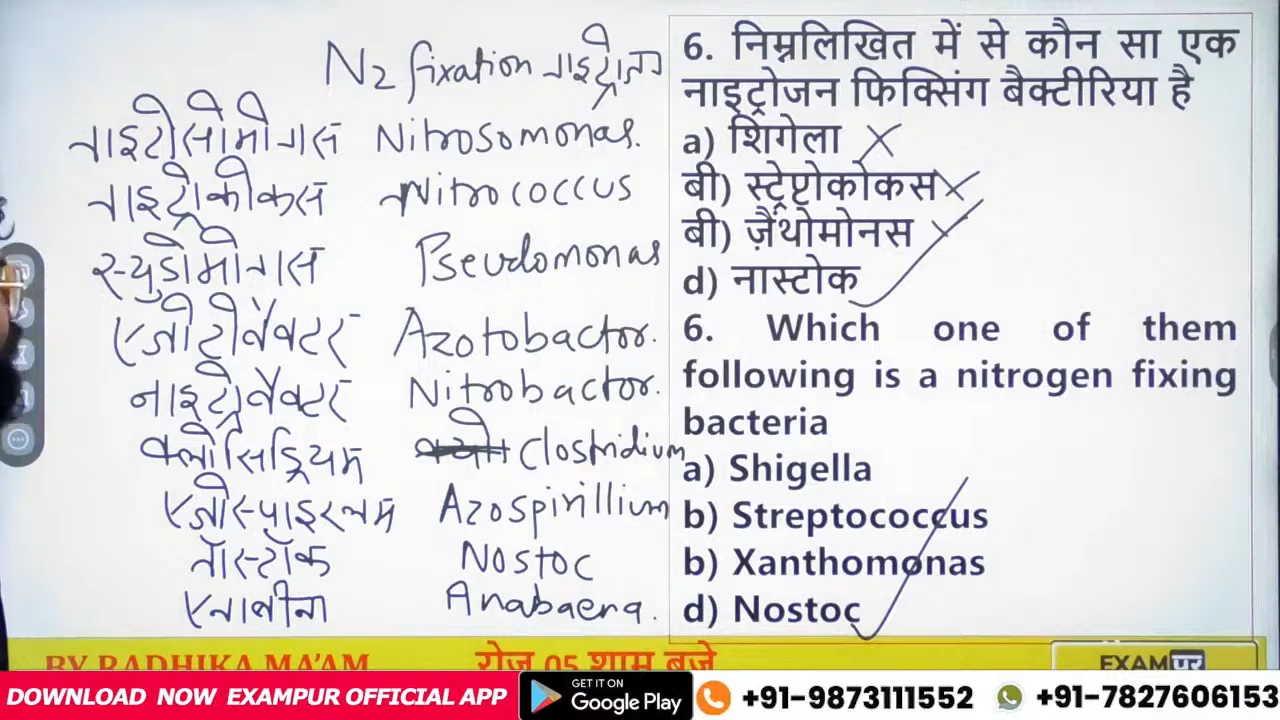 N2 fixation नाइट्रोजन
नाइटोसोमोनास Nitrosomonas.
नाइट्रोकोकस Nitrococcus
स्युडोमोनास Pseudomonas
एजोटोबैक्टर Azotobactor.
नाइट्रोबैक्टर Nitrobactor.
क्लोसिड्रियम Clostridium
एजोस्पाइरलम Azospirillium
नॉस्टॉक Nostoc
एनाबीना Anabaena.
6. निम्नलिखित में से कौन सा एक
नाइट्रोजन फिक्सिंग बैक्टीरिया है
a) शिगेला
बी) स्ट्रेप्टोकोकस
बी) ज़ैंथोमोनस
d) नास्टोक
6. Which one of them
following is a nitrogen fixing
bacteria
a) Shigella
b) Streptococcus
b) Xanthomonas
d) Nostoc
BY RADHIKA MA'AM रोज 05 शाम बजे EXAMপুর
DOWNLOAD NOW EXAMPUR OFFICIAL APP GET IT ON Google Play +91-9873111552 +91-7827606153